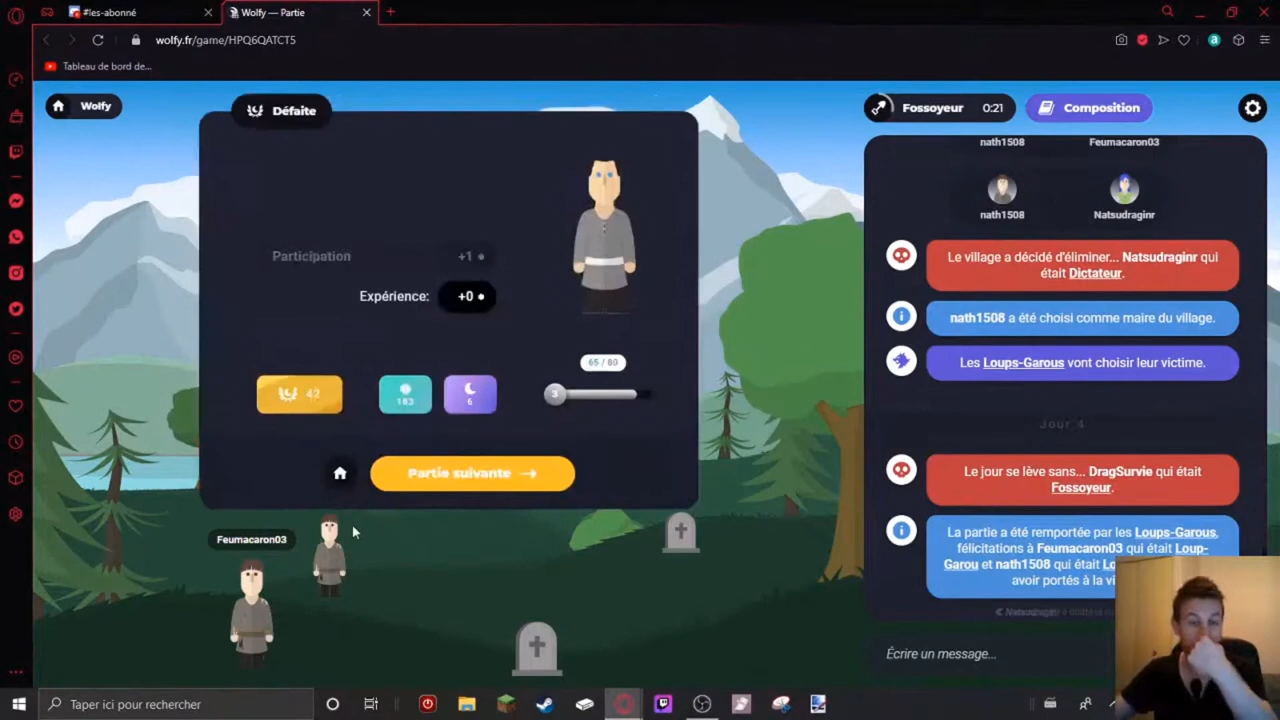 #les-abonné
Wolfy — Partie
wolfy.fr/game/HPQ6QATCT5
Tableau de bord de...
Wolfy
Défaite
Participation +1
Expérience: +0
65 / 80
42
183
6
3
Partie suivante →
Feumacaron03
Fossoyeur 0:21
Composition
nath1508 Feumacaron03
nath1508 Natsudraginr
Le village a décidé d'éliminer... Natsudraginr qui
était Dictateur.
nath1508 a été choisi comme maire du village.
Les Loups-Garous vont choisir leur victime.
Jour 4
Le jour se lève sans... DragSurvie qui était
Fossoyeur.
La partie a été remportée par les Loups-Garous,
félicitations à Feumacaron03 qui était Loup-
Garou et nath1508 qui était
avoir portés à la
Natsudraginr
Écrire un message...
Taper ici pour rechercher